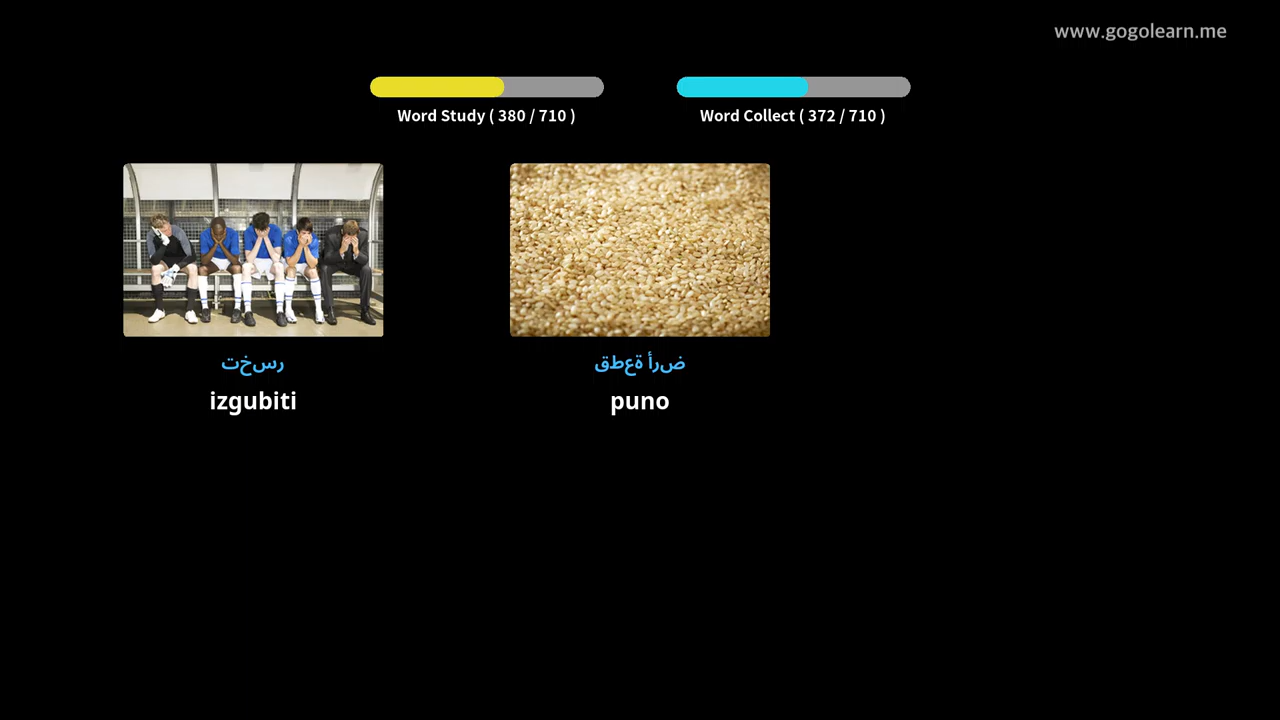 www.gogolearn.me
Word Study ( 380 / 710 )
Word Collect ( 372 / 710 )
رسخت
izgubiti
ضرأ ةعطق
puno